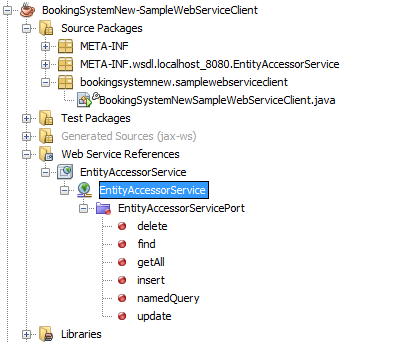 BookingSystemNew-SampleWebServiceClient
Source Packages
META-INF
META-INF.wsdl.localhost_8080.EntityAccessorService
bookingsystemnew.samplewebserviceclient
BookingSystemNewSampleWebServiceClient.java
Test Packages
Generated Sources (jax-ws)
Web Service References
EntityAccessorService
EntityAccessorService
EntityAccessorServicePort
delete
find
getAll
insert
namedQuery
update
Libraries